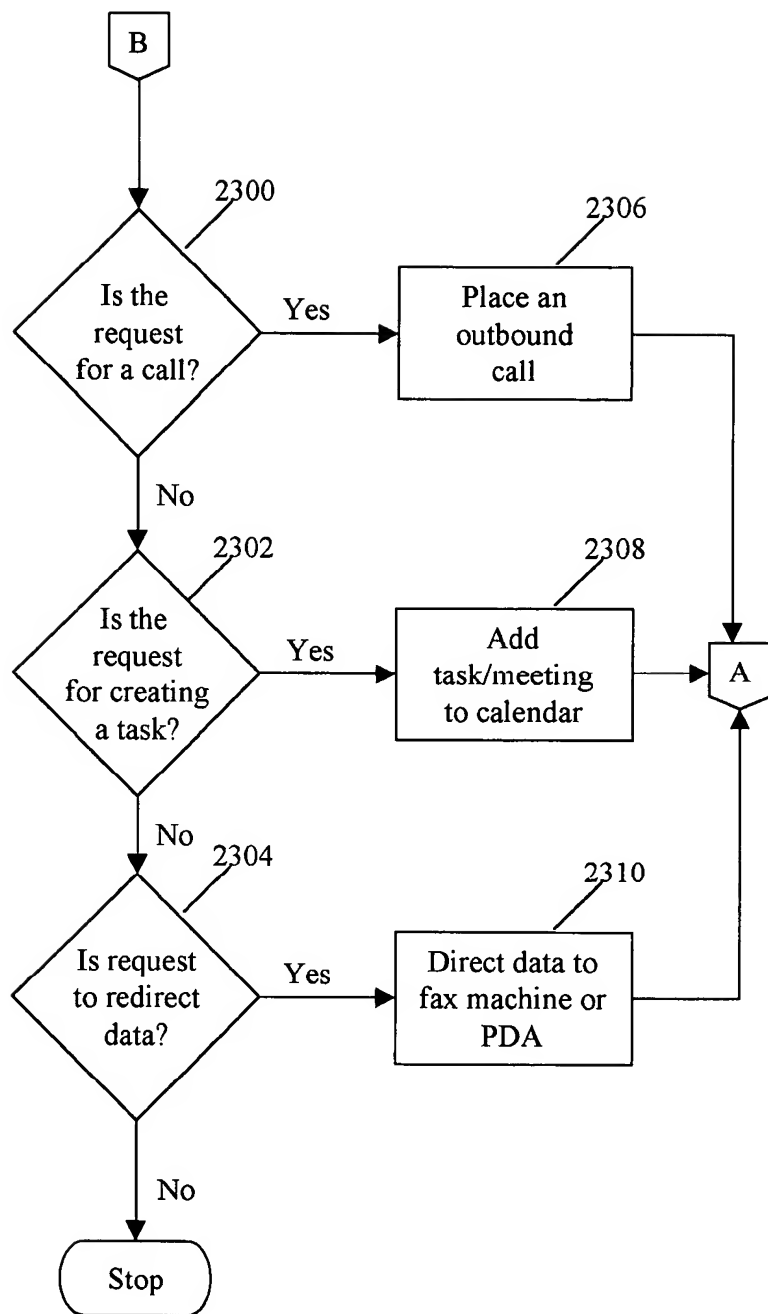 B
2300
Is the
request
for a call?
Yes
2306
Place an
outbound
call
No
2302
Is the
request
for creating
a task?
Yes
2308
Add
task/meeting
to calendar
A
No
2304
Is request
to redirect
data?
Yes
2310
Direct data to
fax machine or
PDA
No
Stop